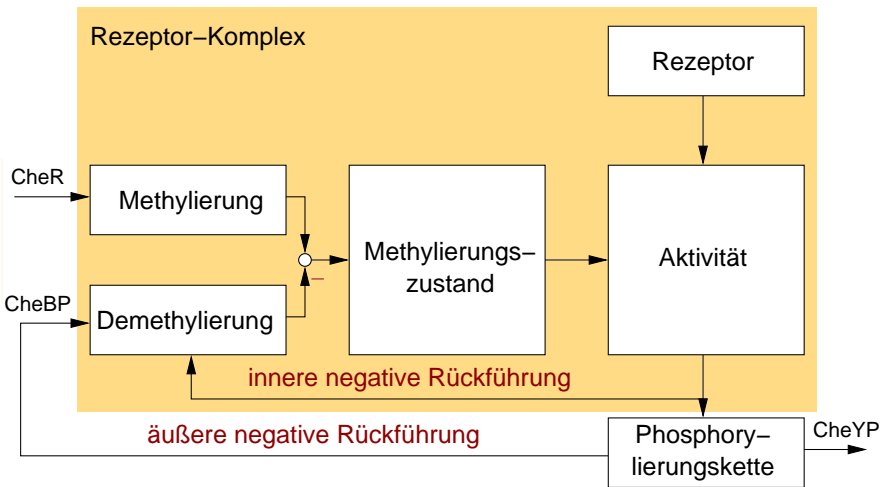 Rezeptor–Komplex
Rezeptor
CheR
Methylierung
Methylierungs–
zustand
Aktivität
–
CheBP
Demethylierung
innere negative Rückführung
äußere negative Rückführung
Phosphory–
lierungskette
CheYP